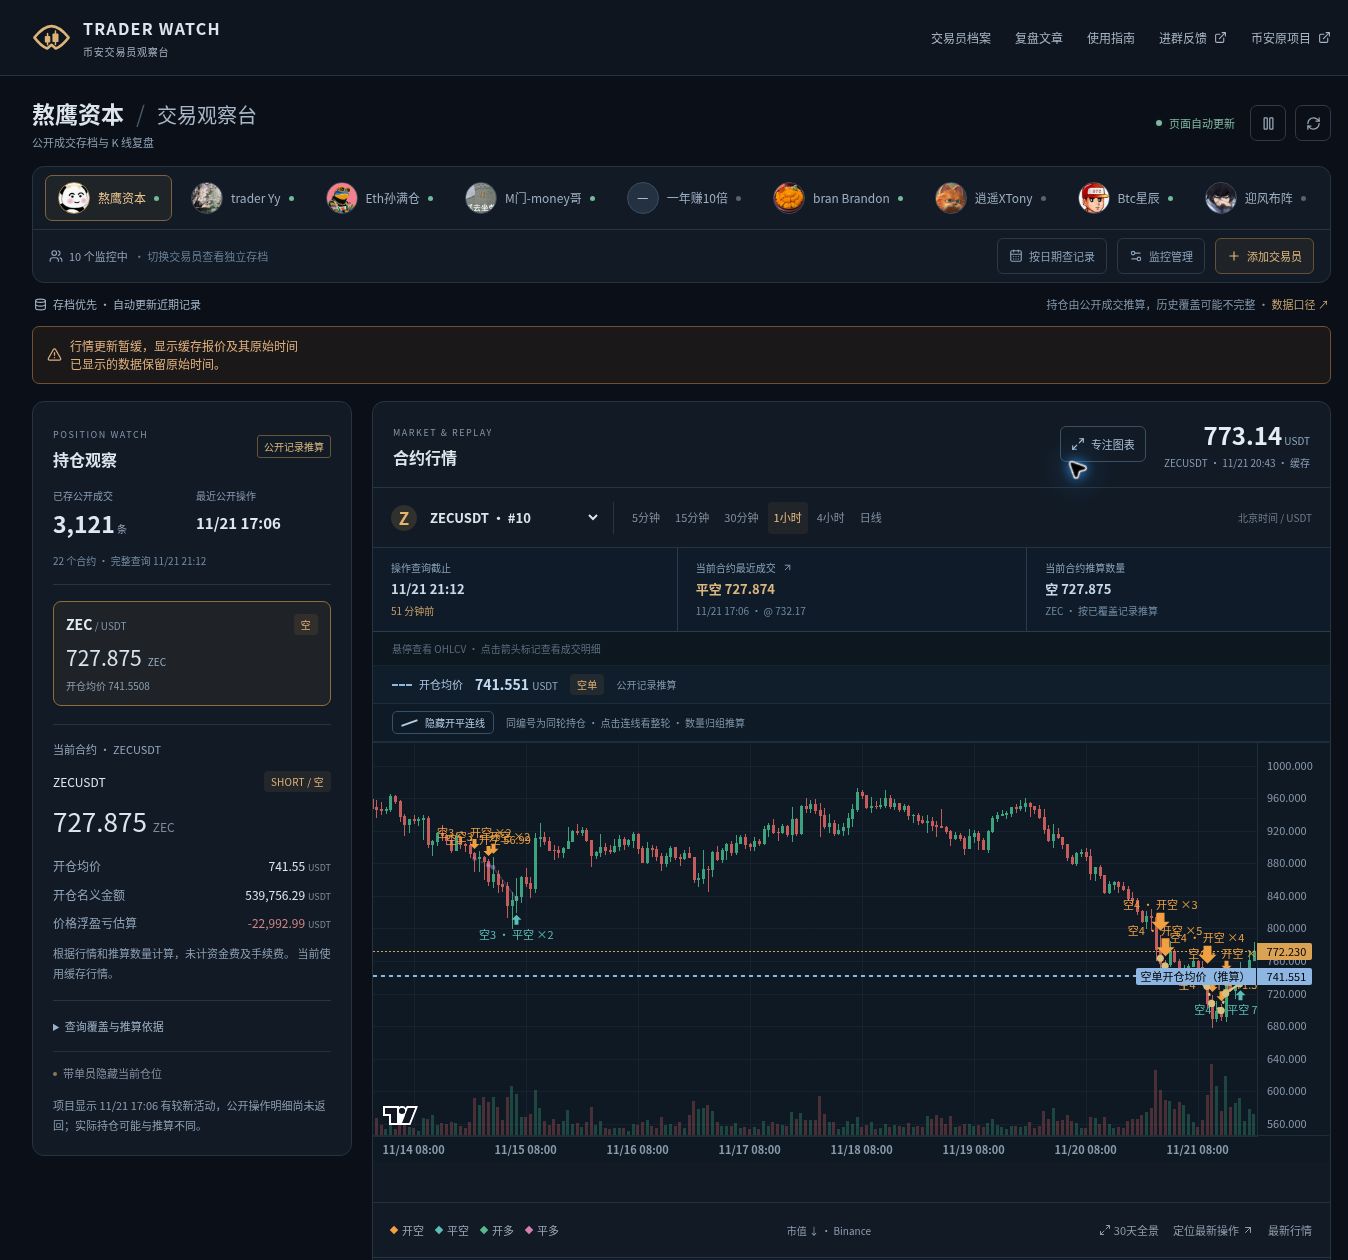 TRADER WATCH
币安交易员观察台
交易员档案 复盘文章 使用指南 进群反馈 币安原项目
熬鹰资本 / 交易观察台
公开成交存档与 K 线复盘
页面自动更新
熬鹰资本 trader Yy Eth孙满仓 M门-money哥 一年赚10倍 bran Brandon 逍遥XTony Btc星辰 迎风布阵
10 个监控中 · 切换交易员查看独立存档
按日期查记录 监控管理 添加交易员
存档优先 · 自动更新近期记录
持仓由公开成交推算，历史覆盖可能不完整 · 数据口径 ↗
行情更新暂缓，显示缓存报价及其原始时间
已显示的数据保留原始时间。
POSITION WATCH
持仓观察
公开记录推算
已存公开成交 最近公开操作
3,121 条 11/21 17:06
22 个合约 · 完整查询 11/21 21:12
ZEC / USDT 空
727.875 ZEC
开仓均价 741.5508
当前合约 · ZECUSDT
ZECUSDT SHORT / 空
727.875 ZEC
开仓均价 741.55 USDT
开仓名义金额 539,756.29 USDT
价格浮盈亏估算 -22,992.99 USDT
根据行情和推算数量计算，未计资金费及手续费。 当前使
用缓存行情。
查询覆盖与推算依据
带单员隐藏当前仓位
项目显示 11/21 17:06 有较新活动，公开操作明细尚未返
回；实际持仓可能与推算不同。
MARKET & REPLAY
合约行情
专注图表
773.14 USDT
ZECUSDT · 11/21 20:43 · 缓存
Z ZECUSDT · #10
5分钟 15分钟 30分钟 1小时 4小时 日线
北京时间 / USDT
操作查询截止
11/21 21:12
51 分钟前
当前合约最近成交 ↗
平空 727.874
11/21 17:06 · @ 732.17
当前合约推算数量
空 727.875
ZEC · 按已覆盖记录推算
悬停查看 OHLCV · 点击箭头标记查看成交明细
开仓均价 741.551 USDT 空单 公开记录推算
隐藏开平连线 同编号为同轮持仓 · 点击连线看整轮 · 数量归组推算
1000.000
960.000
920.000
880.000
840.000
空4 · 开空 ×3
800.000
空3 · 平空 ×2
空4 · 开空 ×5
空4 · 开空 ×4
772.230
760.000
空单开仓均价（推算） 741.551
720.000
680.000
640.000
600.000
560.000
11/14 08:00 11/15 08:00 11/16 08:00 11/17 08:00 11/18 08:00 11/19 08:00 11/20 08:00 11/21 08:00
开空 平空 开多 平多
市值 ↓ · Binance
30天全景 定位最新操作 ↗ 最新行情